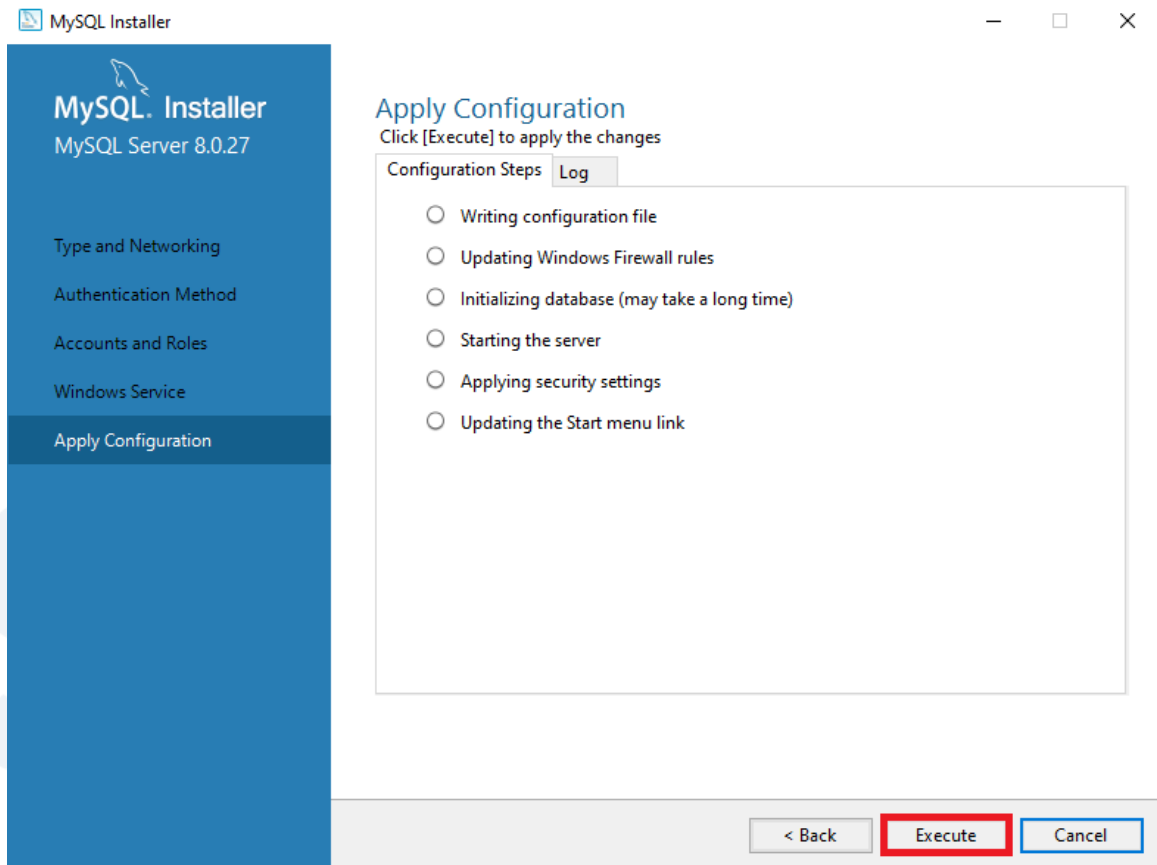 MySQL Installer
MySQL. Installer
MySQL Server 8.0.27
Type and Networking
Authentication Method
Accounts and Roles
Windows Service
Apply Configuration
Apply Configuration
Click [Execute] to apply the changes
Configuration Steps Log
Writing configuration file
Updating Windows Firewall rules
Initializing database (may take a long time)
Starting the server
Applying security settings
Updating the Start menu link
< Back Execute Cancel